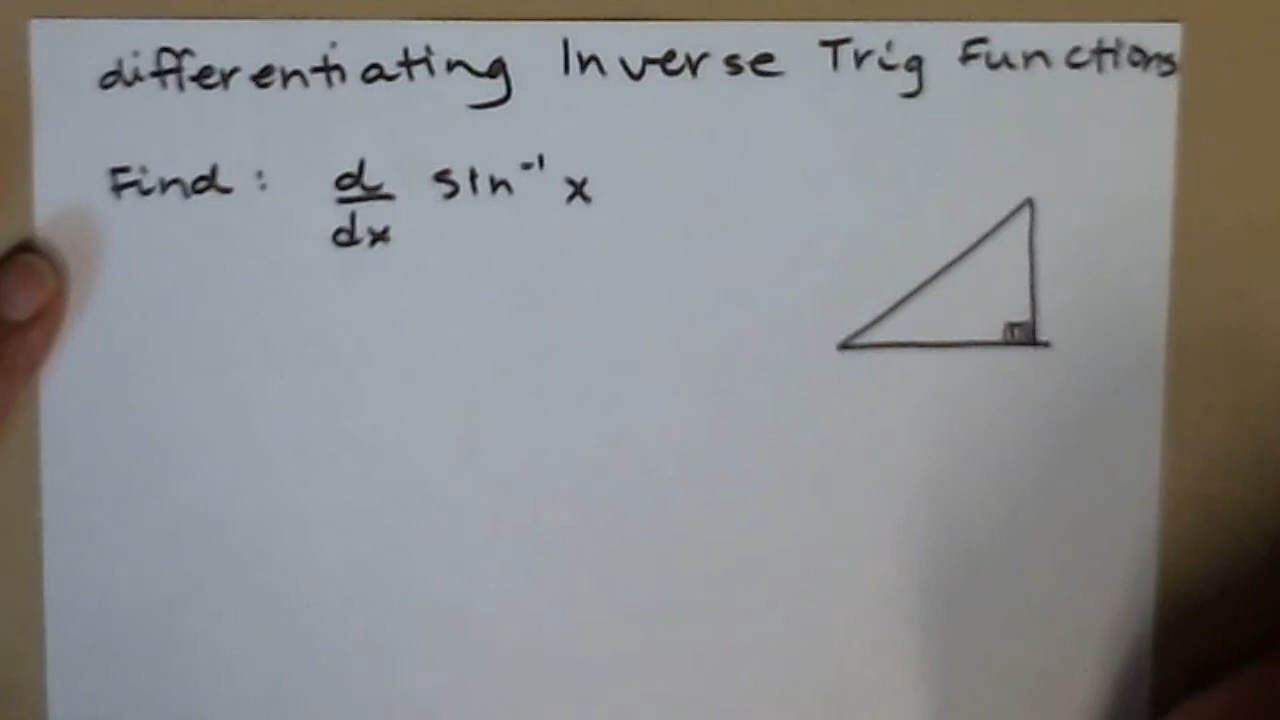 differentiating Inverse Trig Functions
Find: d/dx sin⁻¹ x